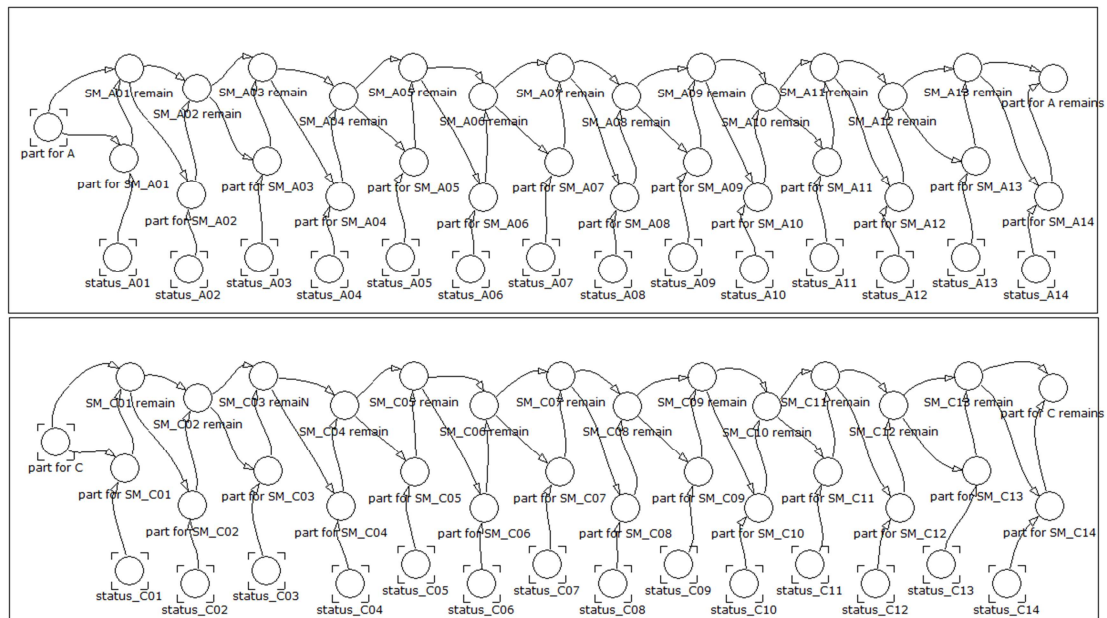 SM_A01 remain
SM_A02 remain
SM_A03 remain
SM_A04 remain
SM_A05 remain
SM_A06 remain
SM_A07 remain
SM_A08 remain
SM_A09 remain
SM_A10 remain
SM_A11 remain
SM_A12 remain
SM_A13 remain
part for A remains
part for A
part for SM_A01
part for SM_A02
part for SM_A03
part for SM_A04
part for SM_A05
part for SM_A06
part for SM_A07
part for SM_A08
part for SM_A09
part for SM_A10
part for SM_A11
part for SM_A12
part for SM_A13
part for SM_A14
status_A01
status_A02
status_A03
status_A04
status_A05
status_A06
status_A07
status_A08
status_A09
status_A10
status_A11
status_A12
status_A13
status_A14
SM_C01 remain
SM_C02 remain
SM_C03 remaiN
SM_C04 remain
SM_C05 remain
SM_C06 remain
SM_C07 remain
SM_C08 remain
SM_C09 remain
SM_C10 remain
SM_C11 remain
SM_C12 remain
SM_C13 remain
part for C remains
part for C
part for SM_C01
part for SM_C02
part for SM_C03
part for SM_C04
part for SM_C05
part for SM_C06
part for SM_C07
part for SM_C08
part for SM_C09
part for SM_C10
part for SM_C11
part for SM_C12
part for SM_C13
part for SM_C14
status_C01
status_C02
status_C03
status_C04
status_C05
status_C06
status_C07
status_C08
status_C09
status_C10
status_C11
status_C12
status_C13
status_C14